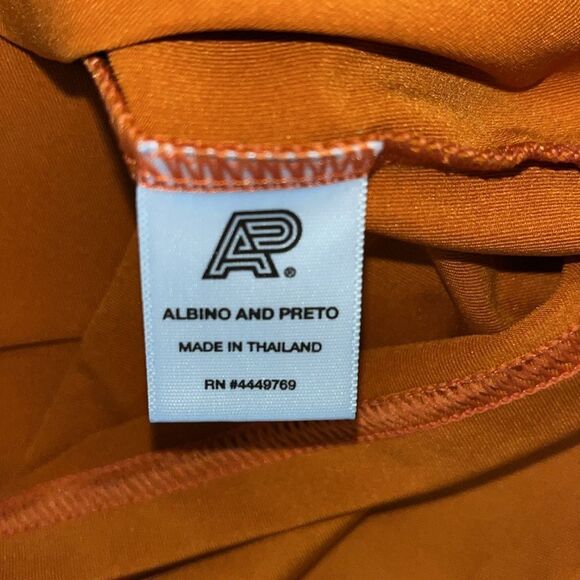 AP®
ALBINO AND PRETO
MADE IN THAILAND
RN #4449769